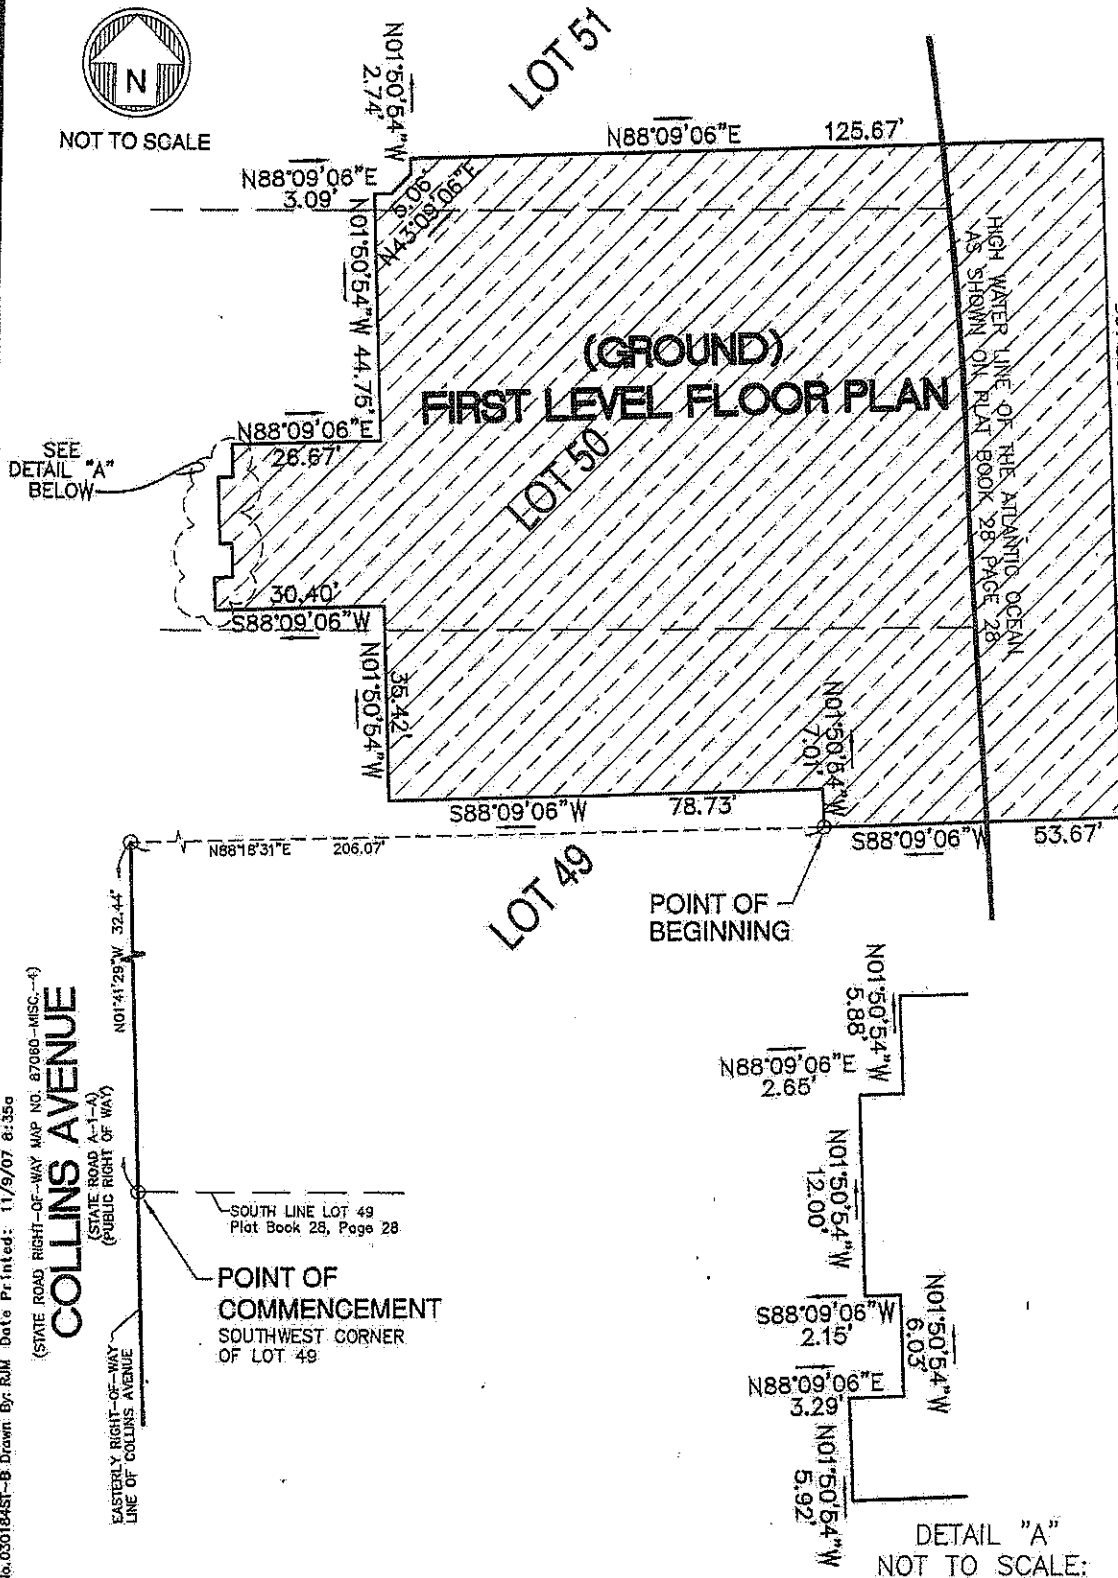 N
NOT TO SCALE
LOT 51
N01°50'54"W
2.74'
N88°09'06"E 125.67'
N88°09'06"E
3.09'
N43°09'06"E
N01°50'54"W 44.75'
HIGH WATER LINE OF THE ATLANTIC OCEAN
AS SHOWN ON PLAT BOOK 28 PAGE 28
(GROUND)
FIRST LEVEL FLOOR PLAN
LOT 50
N88°09'06"E
26.67'
SEE
DETAIL "A"
BELOW
30.40'
S88°09'06"W
N01°50'54"W
35.42'
N01°50'54"W
7.01'
S88°09'06"W 78.73'
S88°09'06"W 53.67'
N88°18'31"E 206.07'
LOT 49
POINT OF
BEGINNING
N01°41'29"W 32.44'
(STATE ROAD RIGHT-OF-WAY MAP NO. 87060-MISC.-4)
COLLINS AVENUE
(STATE ROAD A-1-A)
(PUBLIC RIGHT OF WAY)
SOUTH LINE LOT 49
Plat Book 28, Page 28
POINT OF
COMMENCEMENT
SOUTHWEST CORNER
OF LOT 49
EASTERLY RIGHT-OF-WAY
LINE OF COLLINS AVENUE
N01°50'54"W
5.88'
N88°09'06"E
2.65'
N01°50'54"W
12.00'
S88°09'06"W
2.15'
N01°50'54"W
6.03'
N88°09'06"E
3.29'
N01°50'54"W
5.92'
DETAIL "A"
NOT TO SCALE:
No.030184ST-B Drawn By: RJM Date Printed: 11/9/07 8:35a